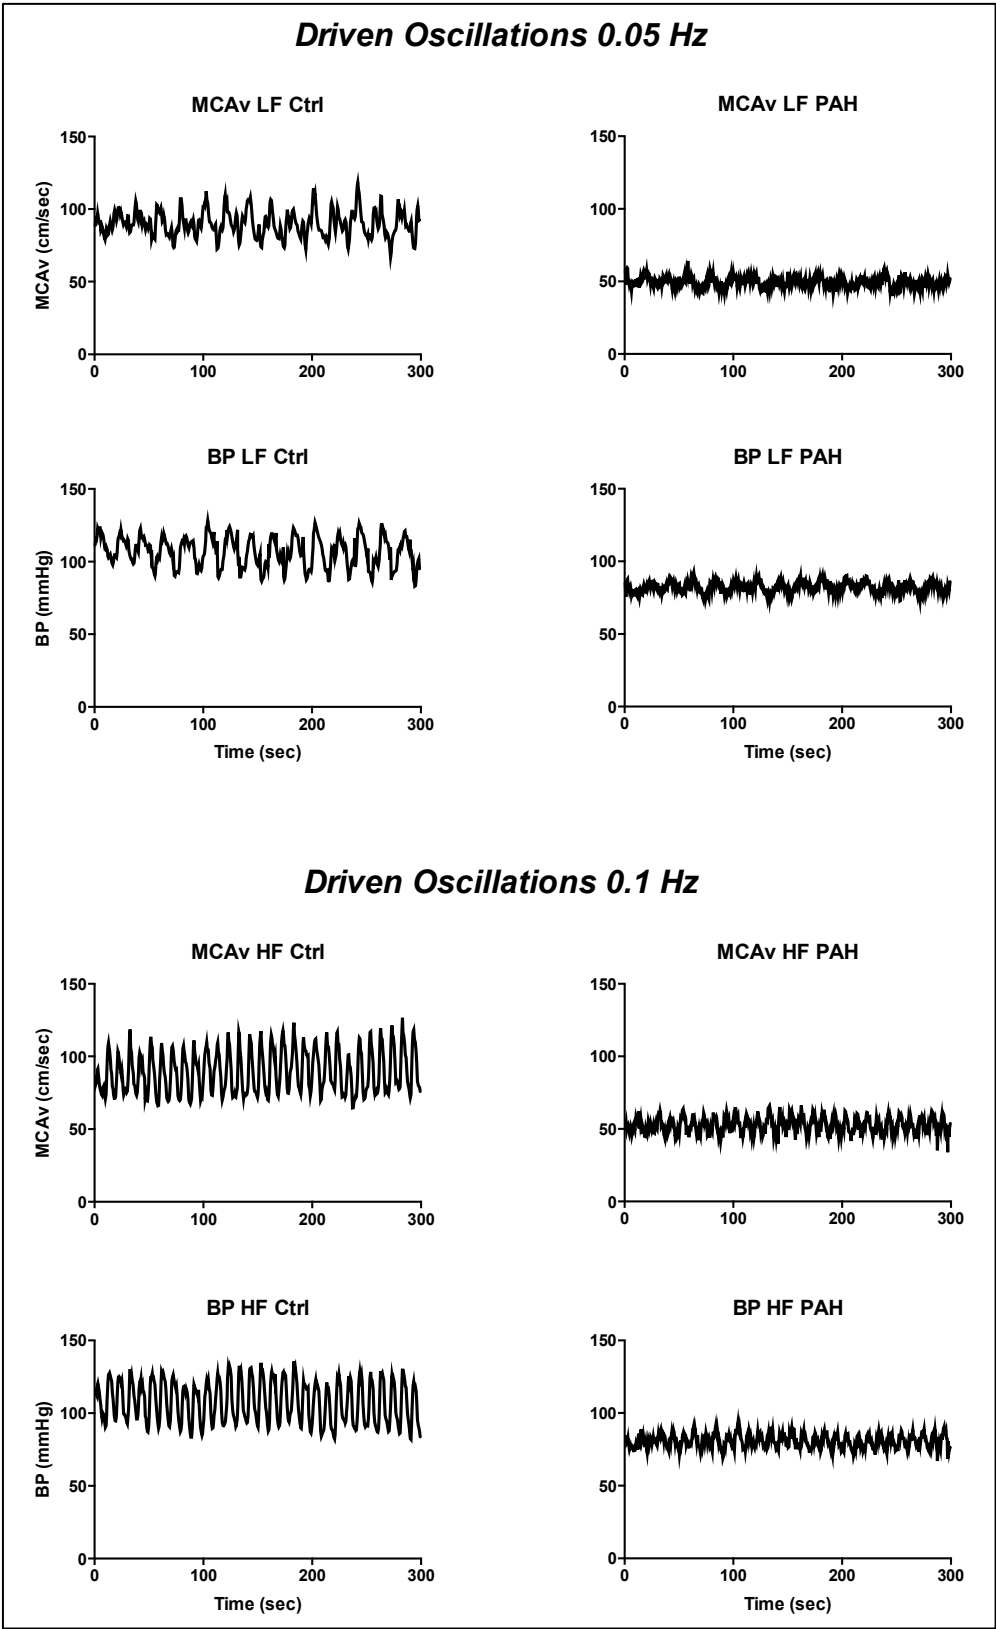 Driven Oscillations 0.05 Hz
MCAv LF Ctrl
MCAv LF PAH
150
100
50
0
MCAv (cm/sec)
0 100 200 300
150
100
50
0
0 100 200 300
BP LF Ctrl
BP LF PAH
150
100
50
0
BP (mmHg)
0 100 200 300
Time (sec)
150
100
50
0
0 100 200 300
Time (sec)
Driven Oscillations 0.1 Hz
MCAv HF Ctrl
MCAv HF PAH
150
100
50
0
MCAv (cm/sec)
0 100 200 300
150
100
50
0
0 100 200 300
BP HF Ctrl
BP HF PAH
150
100
50
0
BP (mmHg)
0 100 200 300
Time (sec)
150
100
50
0
0 100 200 300
Time (sec)